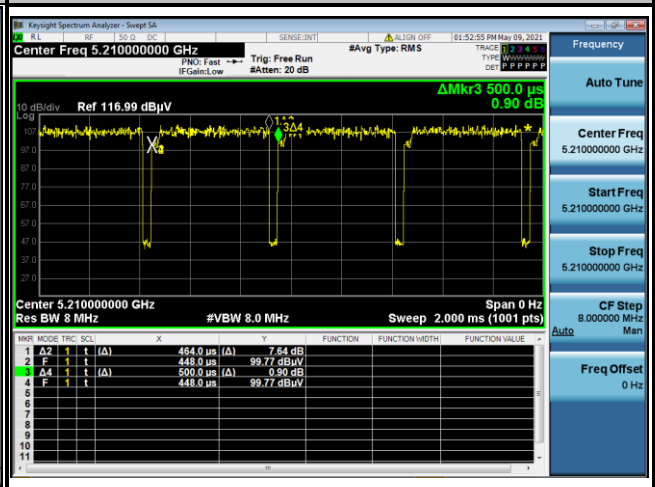 Keysight Spectrum Analyzer - Swept SA
RL RF 50 Ω DC SENSE:INT ALIGN OFF 01:52:55 PM May 09, 2021
Center Freq 5.210000000 GHz #Avg Type: RMS TRACE 1 2 3 4 5 6
PNO: Fast Trig: Free Run TYPE WWWWWW
IFGain:Low #Atten: 20 dB DET P P P P P P
ΔMkr3 500.0 µs
10 dB/div Ref 116.99 dBµV 0.90 dB
Log
107
97.0
87.0
77.0
67.0
57.0
47.0
37.0
27.0
3Δ4
Center 5.210000000 GHz Span 0 Hz
Res BW 8 MHz #VBW 8.0 MHz Sweep 2.000 ms (1001 pts)
MKR MODE TRC SCL X Y FUNCTION FUNCTION WIDTH FUNCTION VALUE
1 Δ2 1 t (Δ) 464.0 µs (Δ) 7.64 dB
2 F 1 t 448.0 µs 99.77 dBuV
3 Δ4 1 t (Δ) 500.0 µs (Δ) 0.90 dB
4 F 1 t 448.0 µs 99.77 dBuV
5
6
7
8
9
10
11
Frequency
Auto Tune
Center Freq
5.210000000 GHz
Start Freq
5.210000000 GHz
Stop Freq
5.210000000 GHz
CF Step
8.000000 MHz
Auto Man
Freq Offset
0 Hz